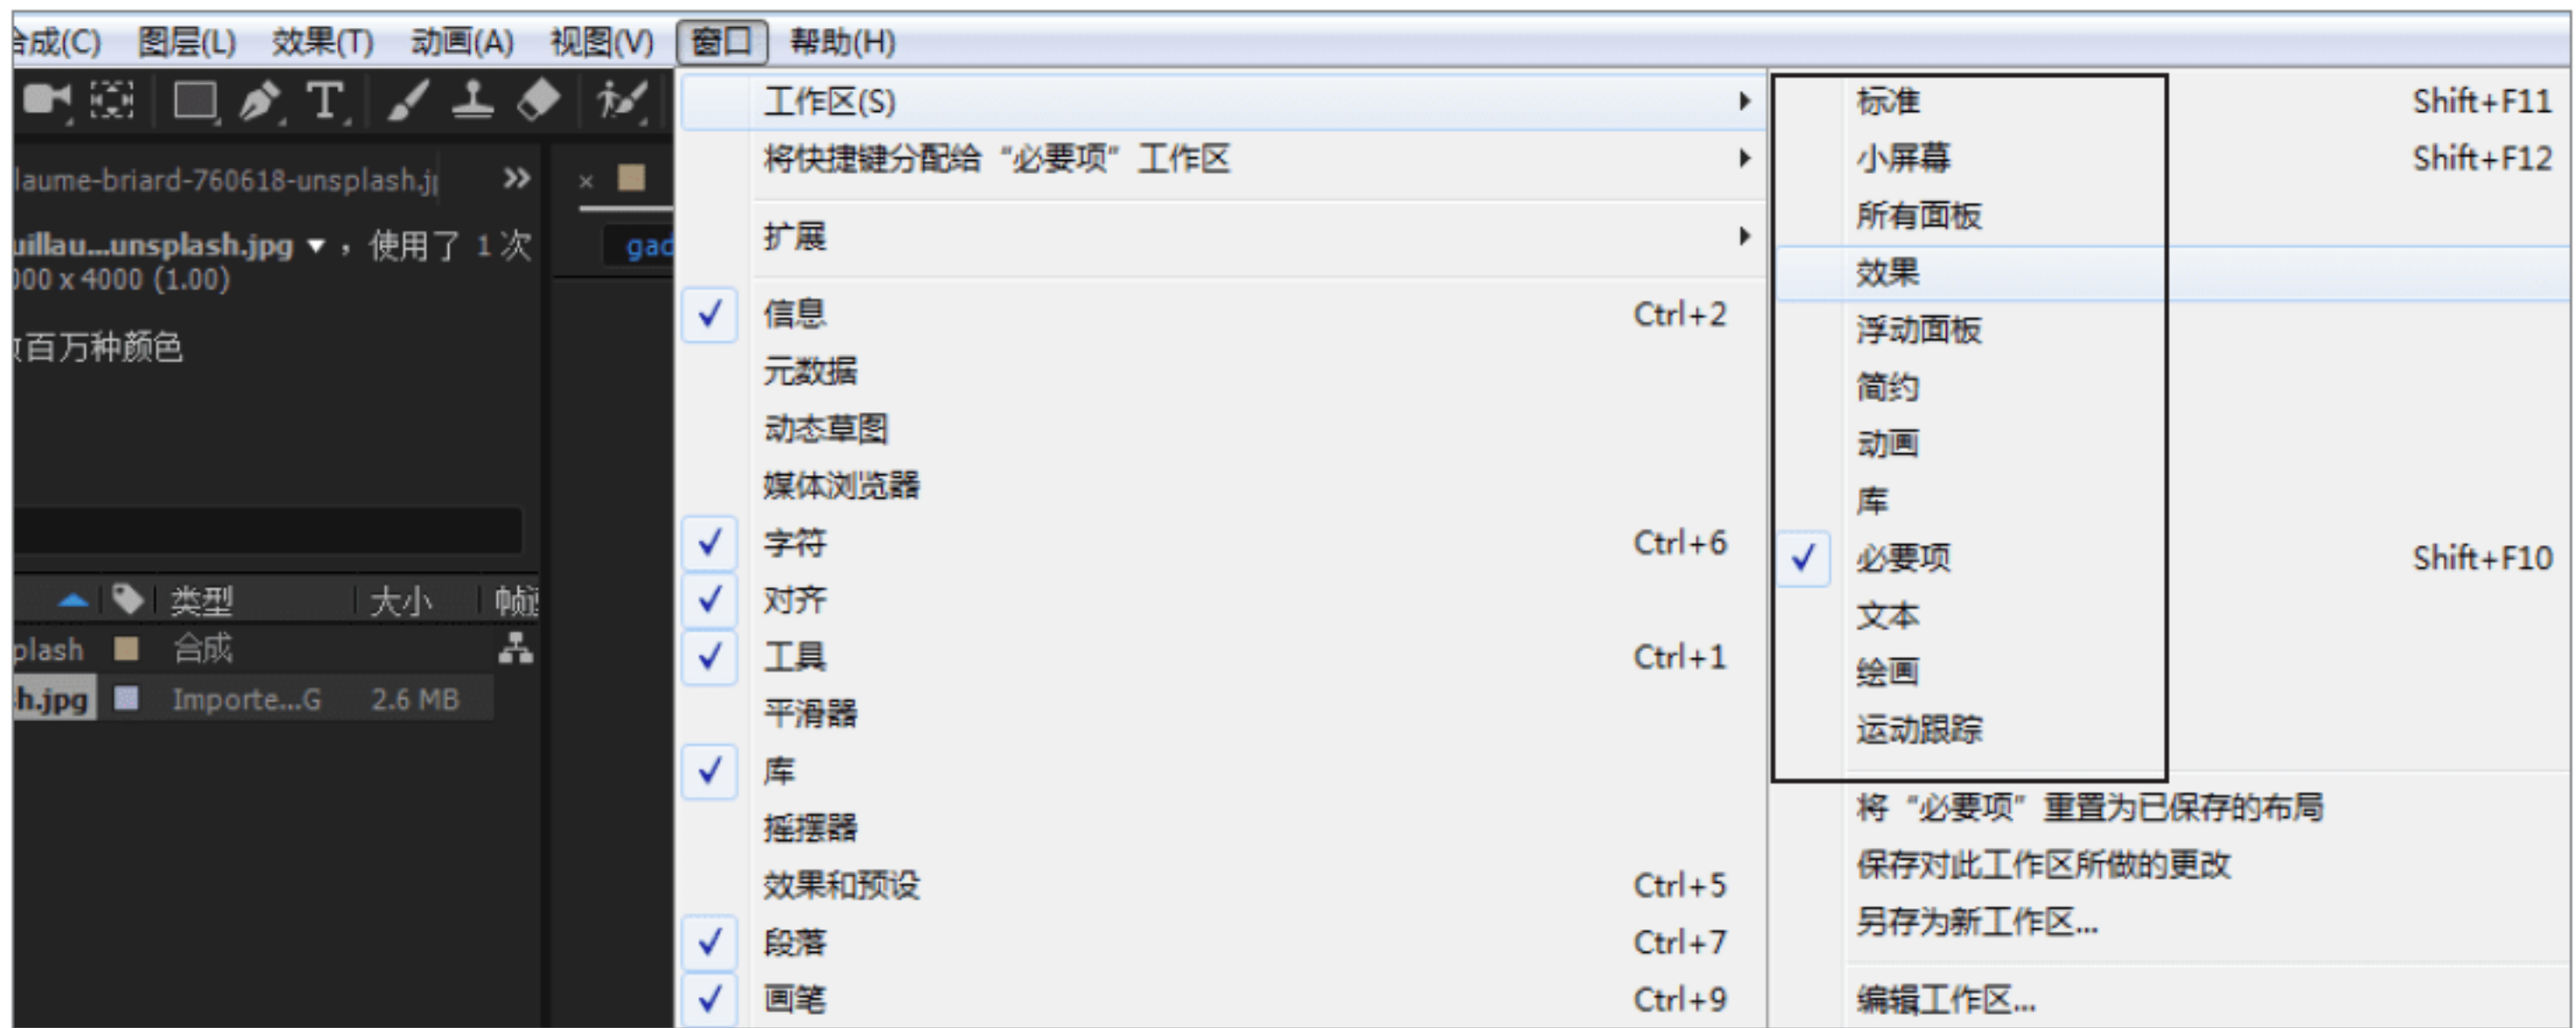 合成(C) 图层(L) 效果(T) 动画(A) 视图(V) 窗口 帮助(H)
T
laume-briard-760618-unsplash.j
uillau...unsplash.jpg ，使用了 1 次
000 x 4000 (1.00)
百万种颜色
类型 大小
plash 合成
h.jpg Importe...G 2.6 MB
gad
工作区(S)
将快捷键分配给“必要项”工作区
扩展
信息 Ctrl+2
元数据
动态草图
媒体浏览器
字符 Ctrl+6
对齐
工具 Ctrl+1
平滑器
库
摇摆器
效果和预设 Ctrl+5
段落 Ctrl+7
画笔 Ctrl+9
标准 Shift+F11
小屏幕 Shift+F12
所有面板
效果
浮动面板
简约
动画
库
必要项 Shift+F10
文本
绘画
运动跟踪
将“必要项”重置为已保存的布局
保存对此工作区所做的更改
另存为新工作区...
编辑工作区...